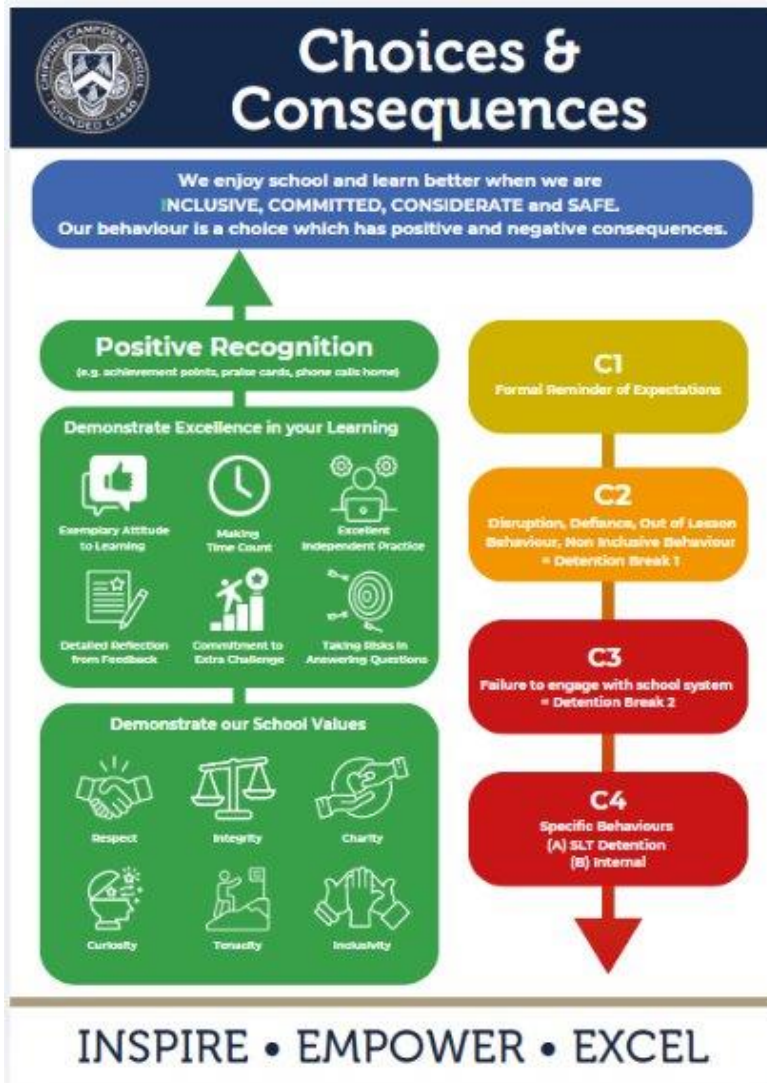 CHIPPING CAMPDEN SCHOOL
FOUNDED C.1440
Choices &
Consequences
We enjoy school and learn better when we are
INCLUSIVE, COMMITTED, CONSIDERATE and SAFE.
Our behaviour is a choice which has positive and negative consequences.
Positive Recognition
(e.g. achievement points, praise cards, phone calls home)
Demonstrate Excellence in your Learning
Exemplary Attitude
to Learning
Making
Time Count
Excellent
Independent Practice
Detailed Reflection
from Feedback
Commitment to
Extra Challenge
Taking Risks in
Answering Questions
Demonstrate our School Values
Respect
Integrity
Charity
Curiosity
Tenacity
Inclusivity
C1
Formal Reminder of Expectations
C2
Disruption, Defiance, Out of Lesson
Behaviour, Non Inclusive Behaviour
= Detention Break 1
C3
Failure to engage with school system
= Detention Break 2
C4
Specific Behaviours
(A) SLT Detention
(B) Internal
INSPIRE • EMPOWER • EXCEL